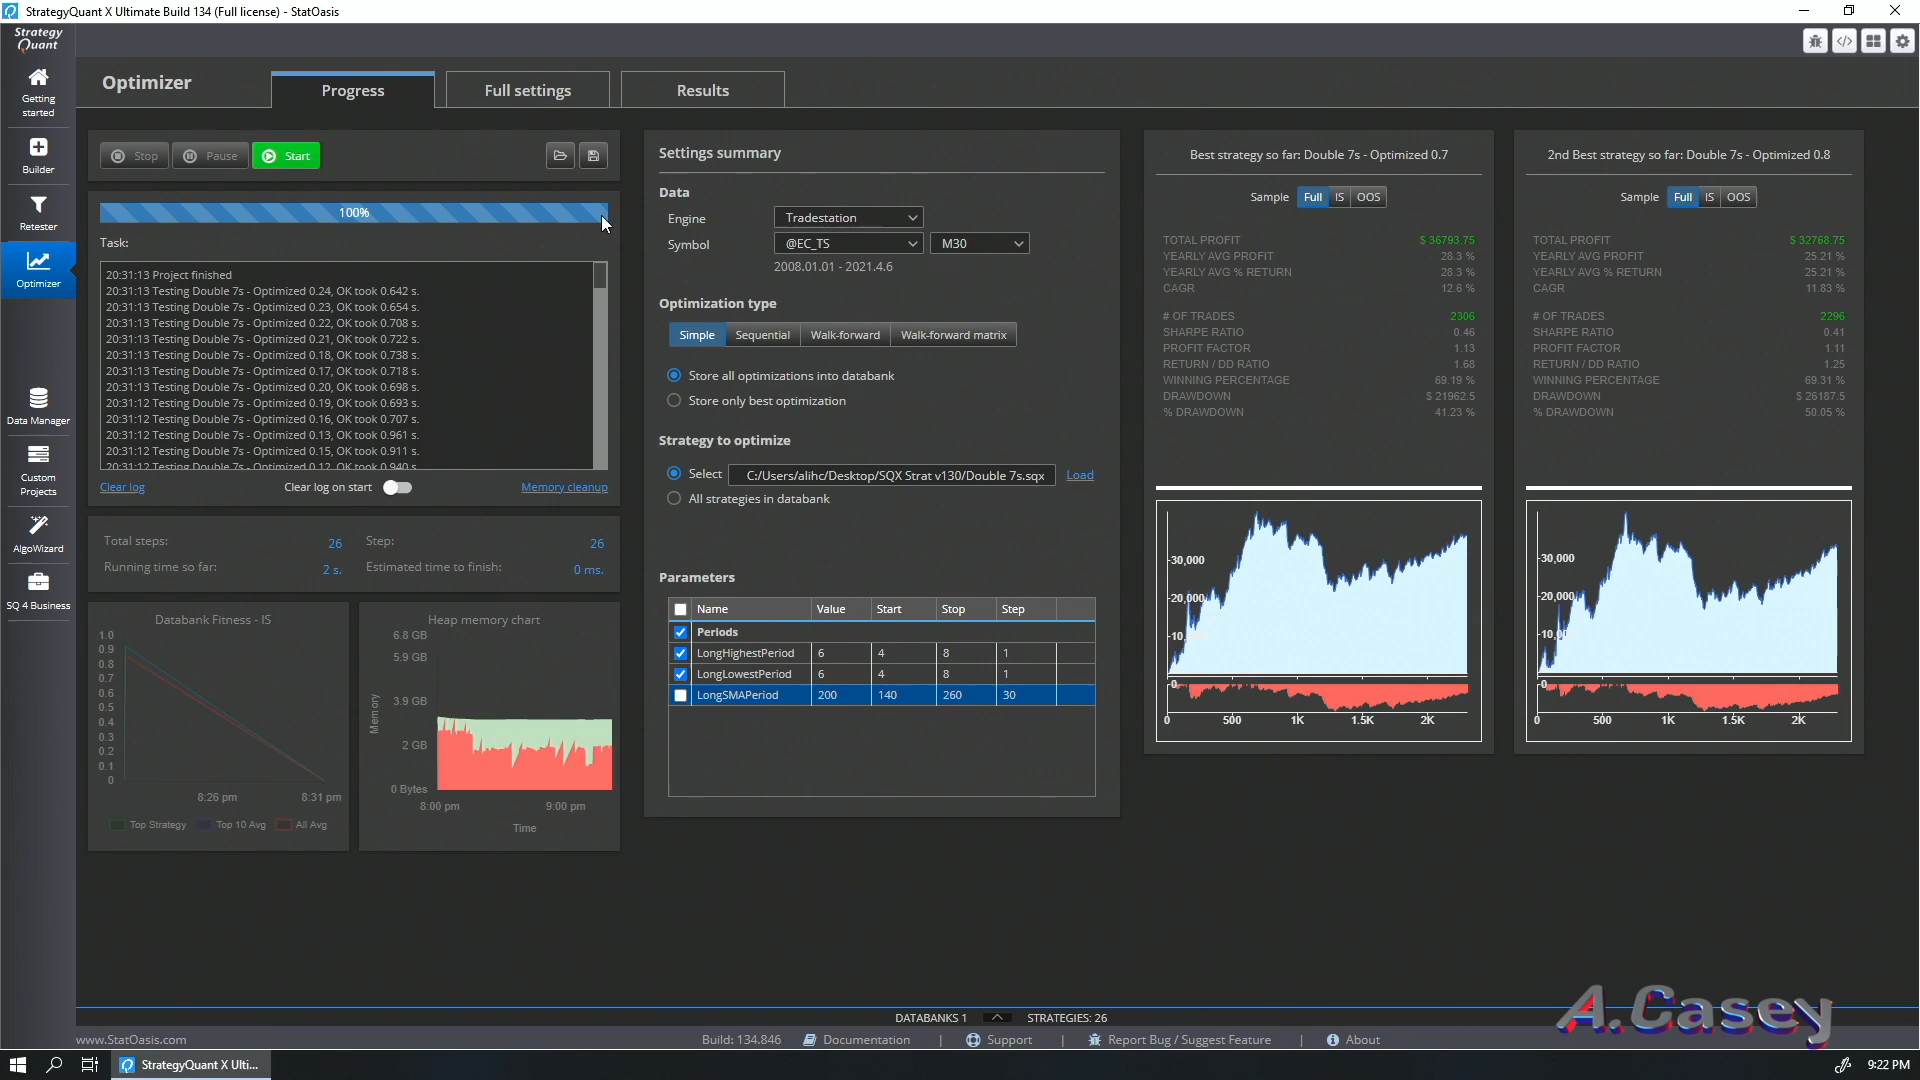 StrategyQuant X Ultimate Build 134 (Full license) - StatOasis
Strategy
Quant
Getting
started
Builder
Retester
Optimizer
Data Manager
Custom
Projects
AlgoWizard
SQ 4 Business
Optimizer
Progress
Full settings
Results
Stop
Pause
Start
100%
Task:
20:31:13 Project finished
20:31:13 Testing Double 7s - Optimized 0.24, OK took 0.642 s.
20:31:13 Testing Double 7s - Optimized 0.23, OK took 0.654 s.
20:31:13 Testing Double 7s - Optimized 0.22, OK took 0.708 s.
20:31:13 Testing Double 7s - Optimized 0.21, OK took 0.722 s.
20:31:13 Testing Double 7s - Optimized 0.18, OK took 0.738 s.
20:31:13 Testing Double 7s - Optimized 0.17, OK took 0.718 s.
20:31:13 Testing Double 7s - Optimized 0.20, OK took 0.698 s.
20:31:12 Testing Double 7s - Optimized 0.19, OK took 0.693 s.
20:31:12 Testing Double 7s - Optimized 0.16, OK took 0.707 s.
20:31:12 Testing Double 7s - Optimized 0.13, OK took 0.961 s.
20:31:12 Testing Double 7s - Optimized 0.15, OK took 0.911 s.
20:31:12 Testing Double 7s - Optimized 0.12, OK took 0.940 s.
Clear log
Clear log on start
Memory cleanup
Total steps: 26 Step: 26
Running time so far: 2 s. Estimated time to finish: 0 ms.
Databank Fitness - IS
1.0
0.9
0.8
0.7
0.6
0.5
0.4
0.3
0.2
0.1
0
8:26 pm 8:31 pm
Top Strategy Top 10 Avg All Avg
Heap memory chart
6.8 GB
5.9 GB
3.9 GB
2 GB
0 Bytes
Memory
8:00 pm 9:00 pm
Time
Settings summary
Data
Engine Tradestation
Symbol @EC_TS M30
2008.01.01 - 2021.4.6
Optimization type
Simple Sequential Walk-forward Walk-forward matrix
Store all optimizations into databank
Store only best optimization
Strategy to optimize
Select C:/Users/alihc/Desktop/SQX Strat v130/Double 7s.sqx Load
All strategies in databank
Parameters
Name Value Start Stop Step
Periods
LongHighestPeriod 6 4 8 1
LongLowestPeriod 6 4 8 1
LongSMAPeriod 200 140 260 30
Best strategy so far: Double 7s - Optimized 0.7
Sample Full IS OOS
TOTAL PROFIT $ 36793.75
YEARLY AVG PROFIT 28.3 %
YEARLY AVG % RETURN 28.3 %
CAGR 12.6 %
# OF TRADES 2306
SHARPE RATIO 0.46
PROFIT FACTOR 1.13
RETURN / DD RATIO 1.68
WINNING PERCENTAGE 69.19 %
DRAWDOWN $ 21962.5
% DRAWDOWN 41.23 %
30,000
20,000
10,0
0
0 500 1K 1.5K 2K
2nd Best strategy so far: Double 7s - Optimized 0.8
Sample Full IS OOS
TOTAL PROFIT $ 32768.75
YEARLY AVG PROFIT 25.21 %
YEARLY AVG % RETURN 25.21 %
CAGR 11.83 %
# OF TRADES 2296
SHARPE RATIO 0.41
PROFIT FACTOR 1.11
RETURN / DD RATIO 1.25
WINNING PERCENTAGE 69.31 %
DRAWDOWN $ 26187.5
% DRAWDOWN 50.05 %
30,000
20,000
10,0
0
0 500 1K 1.5K 2K
DATABANKS 1 STRATEGIES: 26
A.Casey
www.StatOasis.com
Build: 134.846 Documentation | Support | Report Bug / Suggest Feature | About
StrategyQuant X Ulti...
9:22 PM